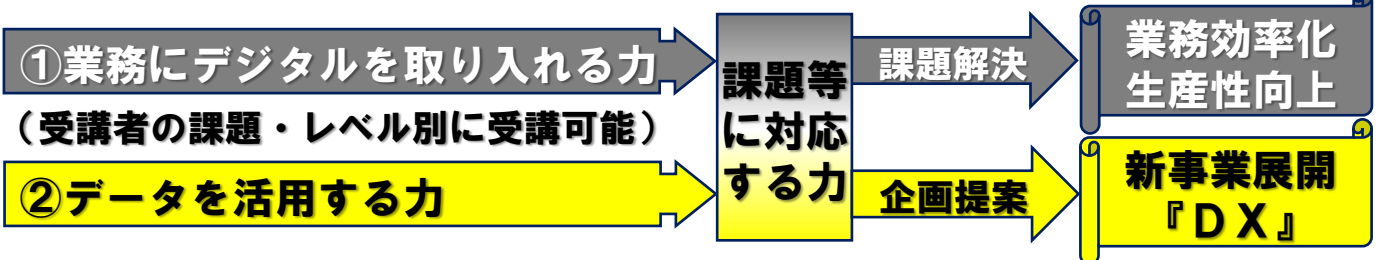 ①業務にデジタルを取り入れる力
(受講者の課題・レベル別に受講可能)
②データを活用する力
課題等
に対応
する力
課題解決
企画提案
業務効率化
生産性向上
新事業展開
『DX』